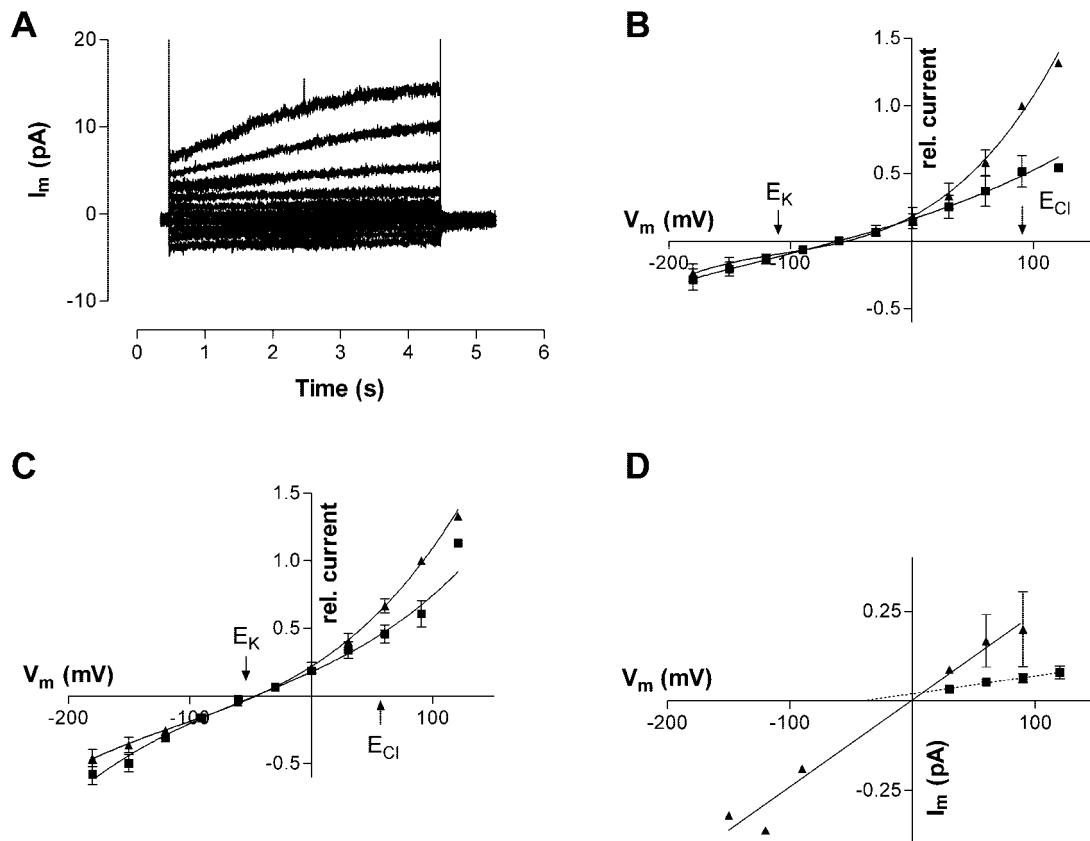 A
20
10
0
-10
I_m (pA)
0 1 2 3 4 5 6
Time (s)
B
1.5
1.0
0.5
-0.5
rel. current
E_K
E_Cl
V_m (mV)
-200 -100 100
C
1.5
1.0
0.5
-0.5
rel. current
E_K
E_Cl
V_m (mV)
-200 -100 100
D
0.25
-0.25
V_m (mV)
-200 -100 100
I_m (pA)